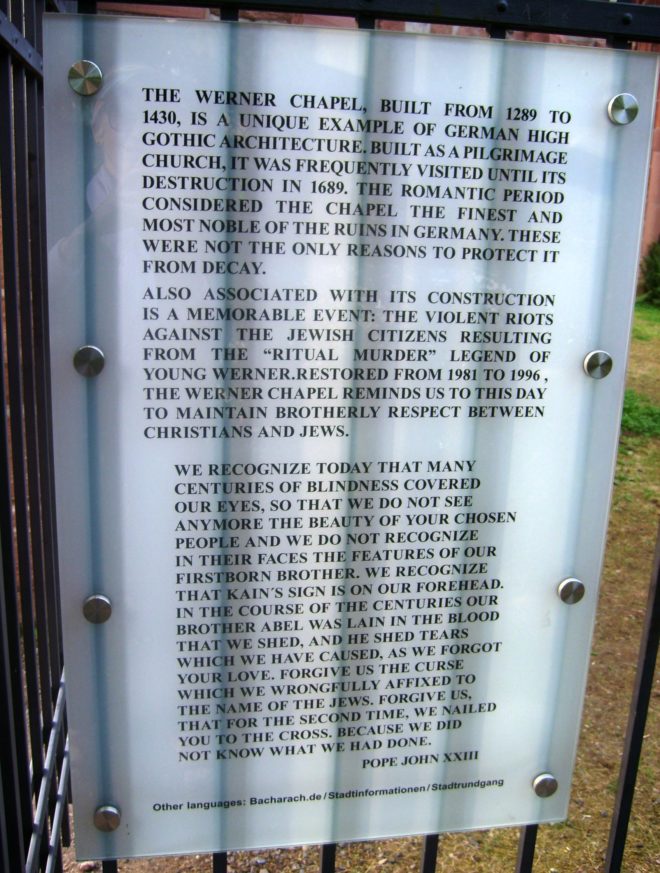 THE WERNER CHAPEL, BUILT FROM 1289 TO
1430, IS A UNIQUE EXAMPLE OF GERMAN HIGH
GOTHIC ARCHITECTURE. BUILT AS A PILGRIMAGE
CHURCH, IT WAS FREQUENTLY VISITED UNTIL ITS
DESTRUCTION IN 1689. THE ROMANTIC PERIOD
CONSIDERED THE CHAPEL THE FINEST AND
MOST NOBLE OF THE RUINS IN GERMANY. THESE
WERE NOT THE ONLY REASONS TO PROTECT IT
FROM DECAY.
ALSO ASSOCIATED WITH ITS CONSTRUCTION
IS A MEMORABLE EVENT: THE VIOLENT RIOTS
AGAINST THE JEWISH CITIZENS RESULTING
FROM THE “RITUAL MURDER” LEGEND OF
YOUNG WERNER.RESTORED FROM 1981 TO 1996 ,
THE WERNER CHAPEL REMINDS US TO THIS DAY
TO MAINTAIN BROTHERLY RESPECT BETWEEN
CHRISTIANS AND JEWS.
WE RECOGNIZE TODAY THAT MANY
CENTURIES OF BLINDNESS COVERED
OUR EYES, SO THAT WE DO NOT SEE
ANYMORE THE BEAUTY OF YOUR CHOSEN
PEOPLE AND WE DO NOT RECOGNIZE
IN THEIR FACES THE FEATURES OF OUR
FIRSTBORN BROTHER. WE RECOGNIZE
THAT KAIN´S SIGN IS ON OUR FOREHEAD.
IN THE COURSE OF THE CENTURIES OUR
BROTHER ABEL WAS LAIN IN THE BLOOD
THAT WE SHED, AND HE SHED TEARS
WHICH WE HAVE CAUSED, AS WE FORGOT
YOUR LOVE. FORGIVE US THE CURSE
WHICH WE WRONGFULLY AFFIXED TO
THE NAME OF THE JEWS. FORGIVE US,
THAT FOR THE SECOND TIME, WE NAILED
YOU TO THE CROSS. BECAUSE WE DID
NOT KNOW WHAT WE HAD DONE.
POPE JOHN XXIII
Other languages: Bacharach.de/Stadtinformationen/Stadtrundgang